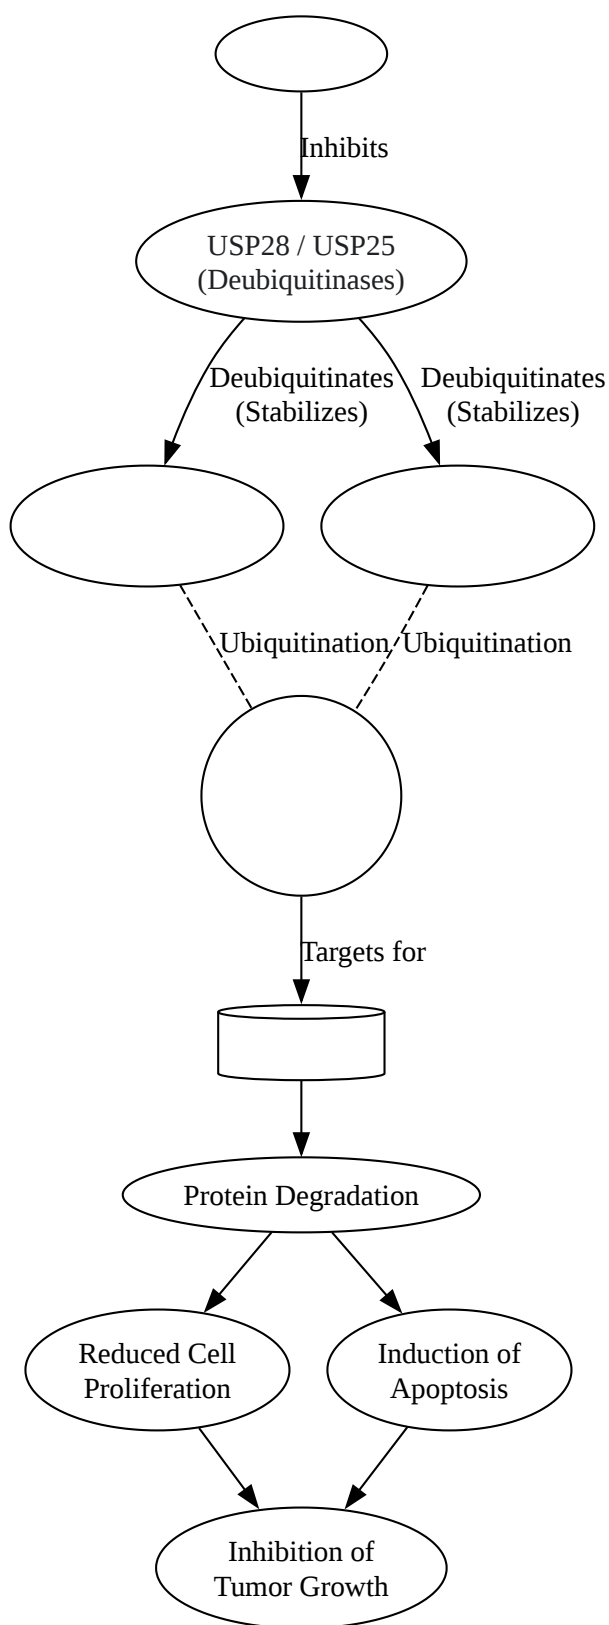 Inhibits
USP28 / USP25
(Deubiquitinases)
Deubiquitinates
(Stabilizes)
Deubiquitinates
(Stabilizes)
Ubiquitination
Ubiquitination
Targets for
Protein Degradation
Reduced Cell
Proliferation
Induction of
Apoptosis
Inhibition of
Tumor Growth